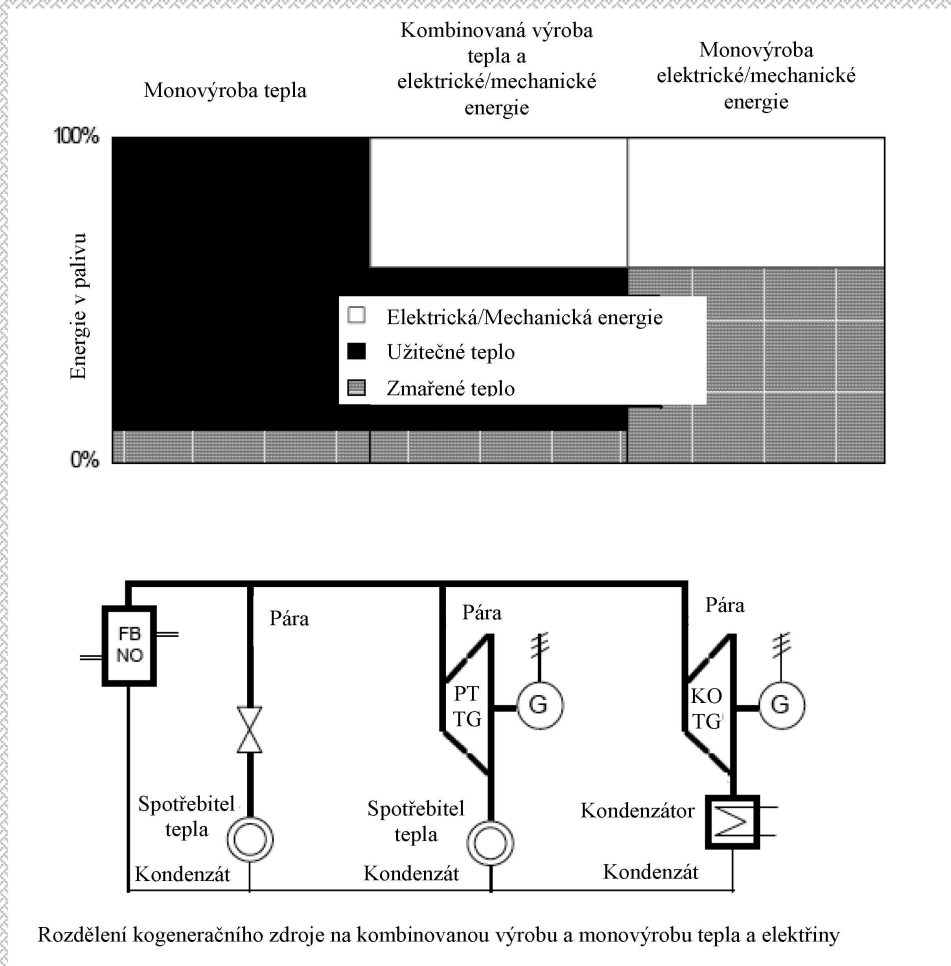 Kombinovaná výroba
tepla a
elektrické/mechanické
energie
Monovýroba tepla
Monovýroba
elektrické/mechanické
energie
100%
Energie v palivu
0%
Elektrická/Mechanická energie
Užitečné teplo
Zmařené teplo
FB
NO
Pára
Pára
Pára
PT
TG
G
KO
TG
G
Spotřebitel
tepla
Spotřebitel
tepla
Kondenzátor
Kondenzát
Kondenzát
Kondenzát
Rozdělení kogeneračního zdroje na kombinovanou výrobu a monovýrobu tepla a elektřiny